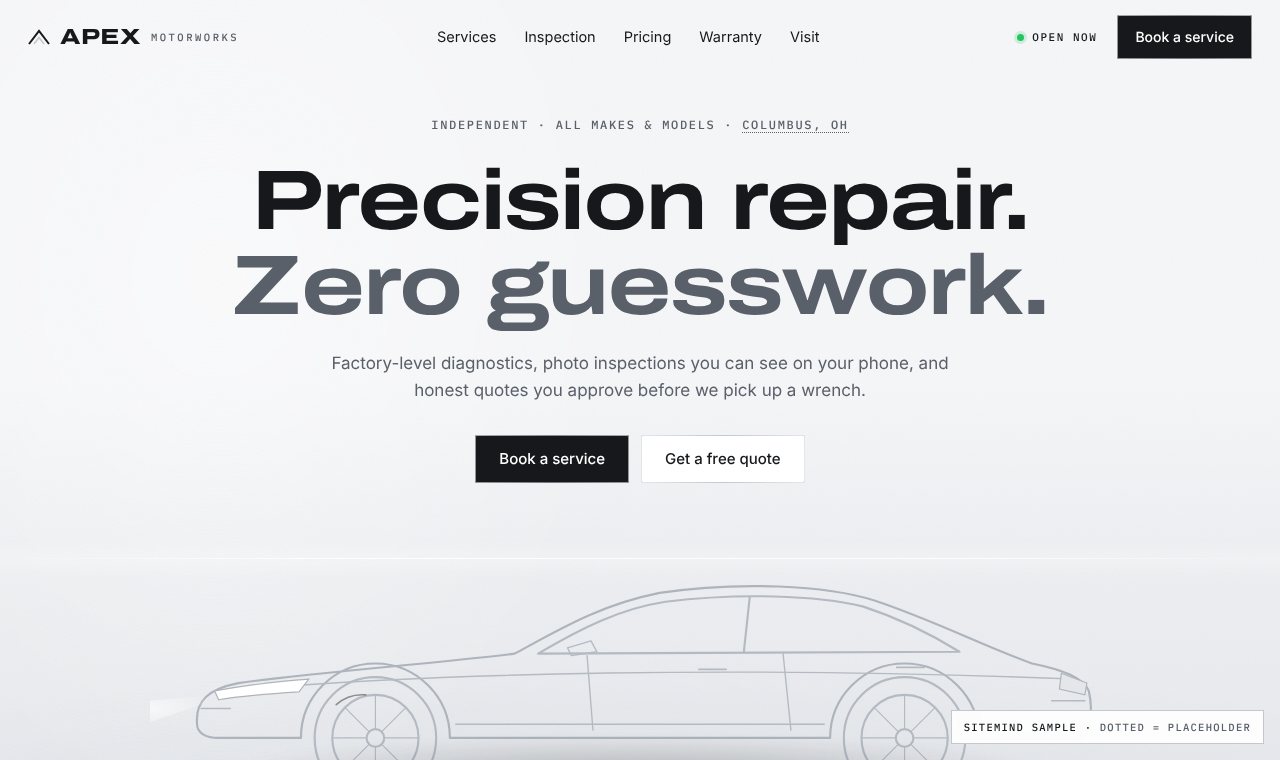 APEX MOTORWORKS
Services Inspection Pricing Warranty Visit
OPEN NOW
Book a service
INDEPENDENT · ALL MAKES & MODELS · COLUMBUS, OH
Precision repair.
Zero guesswork.
Factory-level diagnostics, photo inspections you can see on your phone, and
honest quotes you approve before we pick up a wrench.
Book a service
Get a free quote
SITEMIND SAMPLE · DOTTED = PLACEHOLDER